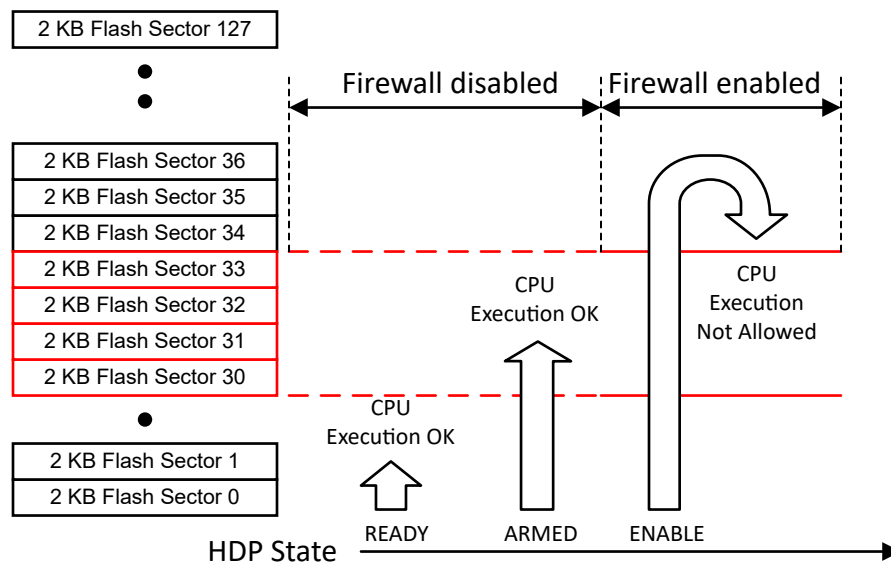 2 KB Flash Sector 127
Firewall disabled
Firewall enabled
2 KB Flash Sector 36
2 KB Flash Sector 35
2 KB Flash Sector 34
2 KB Flash Sector 33
2 KB Flash Sector 32
2 KB Flash Sector 31
2 KB Flash Sector 30
2 KB Flash Sector 1
2 KB Flash Sector 0
CPU
Execution OK
CPU
Execution OK
CPU
Execution
Not Allowed
READY
ARMED
ENABLE
HDP State